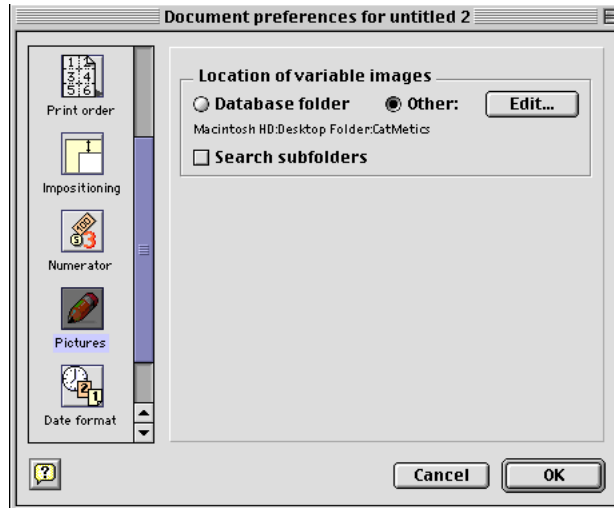 Document preferences for untitled 2
Print order
Impositioning
Numerator
Pictures
Date format
Location of variable images
Database folder
Other:
Edit...
Macintosh HD:Desktop Folder:CatMetics
Search subfolders
Cancel
OK